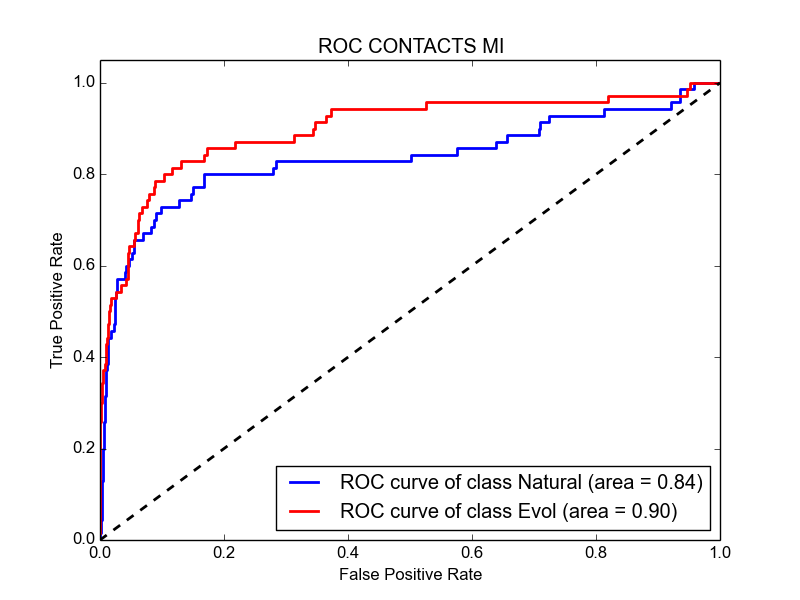 ROC CONTACTS MI
True Positive Rate
1.0
0.8
0.6
0.4
0.2
0.0
0.0 0.2 0.4 0.6 0.8 1.0
False Positive Rate
ROC curve of class Natural (area = 0.84)
ROC curve of class Evol (area = 0.90)